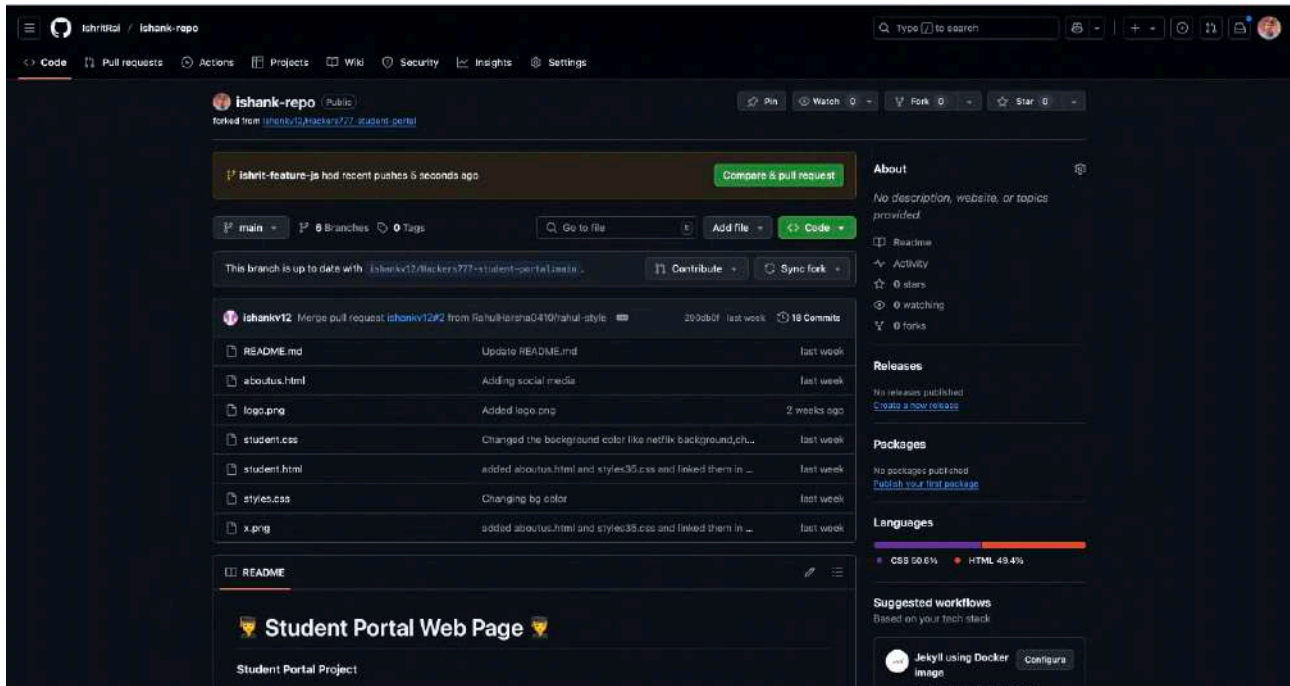 IshritRai / ishank-repo
Type / to search
Code Pull requests Actions Projects Wiki Security Insights Settings
ishank-repo Public
Pin Watch 0 Fork 0 Star 0
forked from ishankv12/Hackers777-student-portal
ishrit-feature-js had recent pushes 5 seconds ago
Compare & pull request
main 6 Branches 0 Tags
Go to file t Add file Code
This branch is up to date with ishankv12/Hackers777-student-portal:main .
Contribute Sync fork
ishankv12 Merge pull request ishankv12#2 from RahulHarsha0410/rahul-style
last week 18 Commits
README.md Update README.md last week
aboutus.html Adding social media last week
logo.png Added logo.png 2 weeks ago
student.css Changed the background color like netflix background,ch... last week
student.html added aboutus.html and styles35.css and linked them in ... last week
styles.css Changing bg color last week
x.png added aboutus.html and styles35.css and linked them in ... last week
README
Student Portal Web Page
Student Portal Project
About
No description, website, or topics
provided.
Readme
Activity
0 stars
0 watching
0 forks
Releases
No releases published
Create a new release
Packages
No packages published
Publish your first package
Languages
CSS 50.6% HTML 49.4%
Suggested workflows
Based on your tech stack
Jekyll using Docker
image
Configure